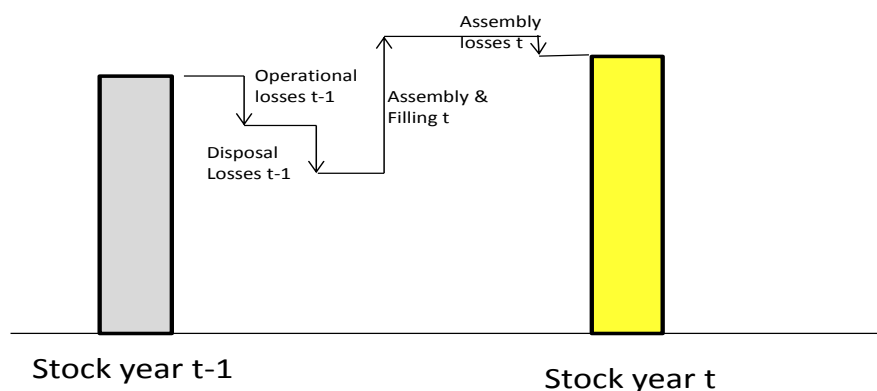 Assembly
losses t
Operational
losses t-1
Assembly &
Filling t
Disposal
Losses t-1
Stock year t-1
Stock year t